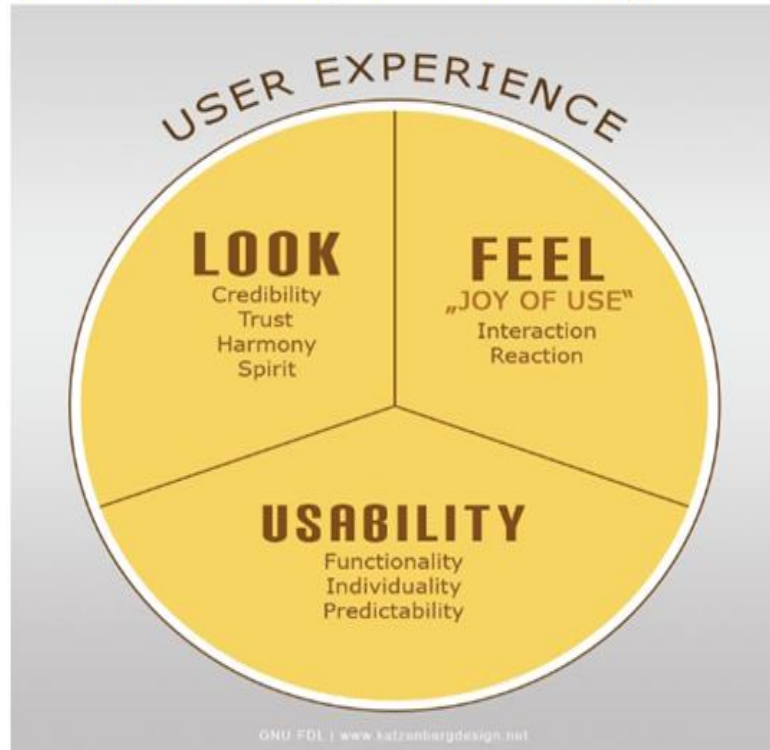 USER EXPERIENCE
LOOK
Credibility
Trust
Harmony
Spirit
FEEL
„JOY OF USE“
Interaction
Reaction
USABILITY
Functionality
Individuality
Predictability
GNU FDL | www.katzenbergdesign.net